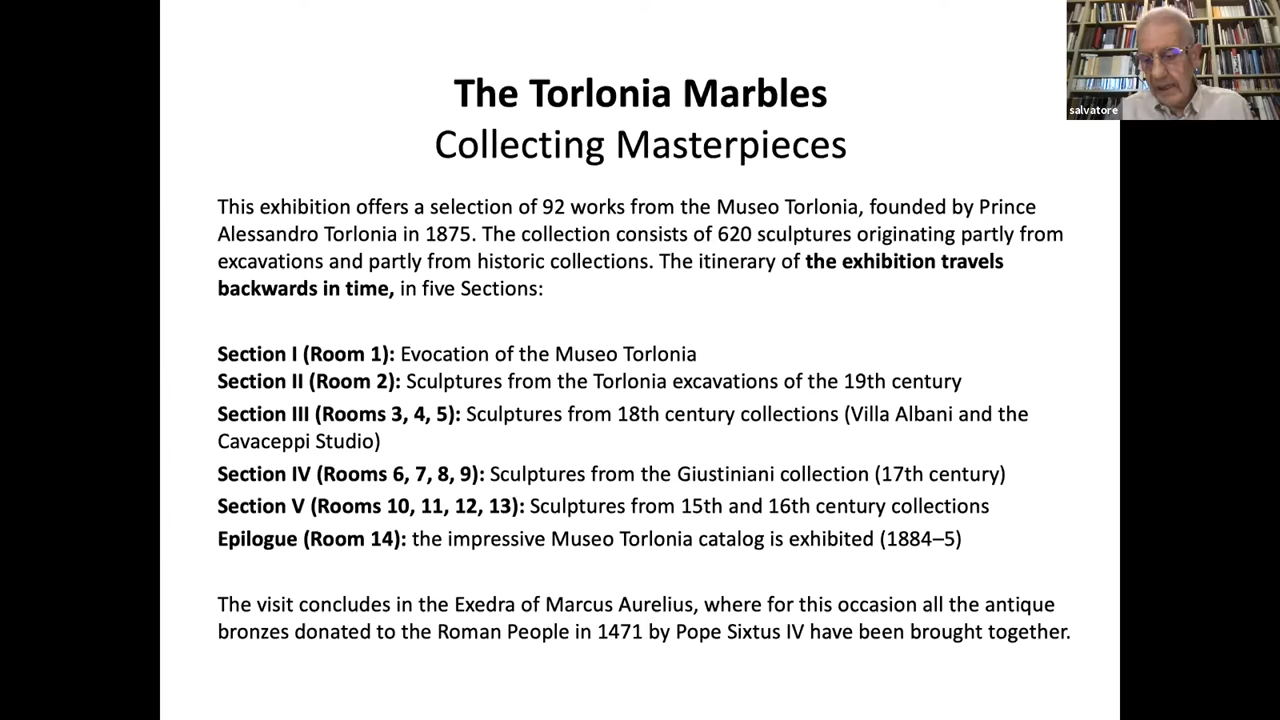 The Torlonia Marbles
Collecting Masterpieces
salvatore
This exhibition offers a selection of 92 works from the Museo Torlonia, founded by Prince
Alessandro Torlonia in 1875. The collection consists of 620 sculptures originating partly from
excavations and partly from historic collections. The itinerary of the exhibition travels
backwards in time, in five Sections:
Section I (Room 1): Evocation of the Museo Torlonia
Section II (Room 2): Sculptures from the Torlonia excavations of the 19th century
Section III (Rooms 3, 4, 5): Sculptures from 18th century collections (Villa Albani and the
Cavaceppi Studio)
Section IV (Rooms 6, 7, 8, 9): Sculptures from the Giustiniani collection (17th century)
Section V (Rooms 10, 11, 12, 13): Sculptures from 15th and 16th century collections
Epilogue (Room 14): the impressive Museo Torlonia catalog is exhibited (1884–5)
The visit concludes in the Exedra of Marcus Aurelius, where for this occasion all the antique
bronzes donated to the Roman People in 1471 by Pope Sixtus IV have been brought together.